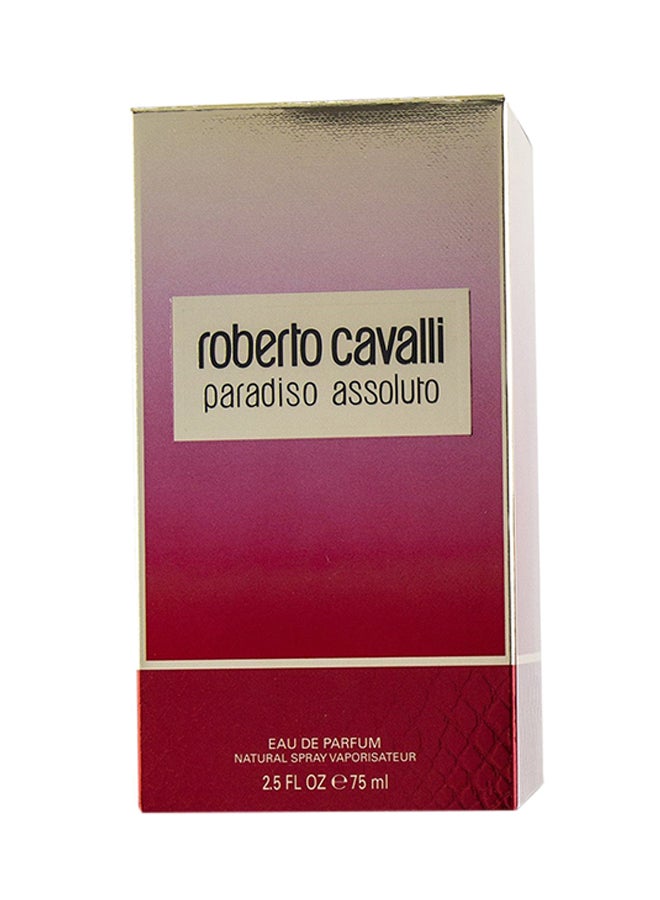 roberto cavalli
paradiso assoluto
EAU DE PARFUM
NATURAL SPRAY VAPORISATEUR
2.5 FL OZ ℮ 75 ml